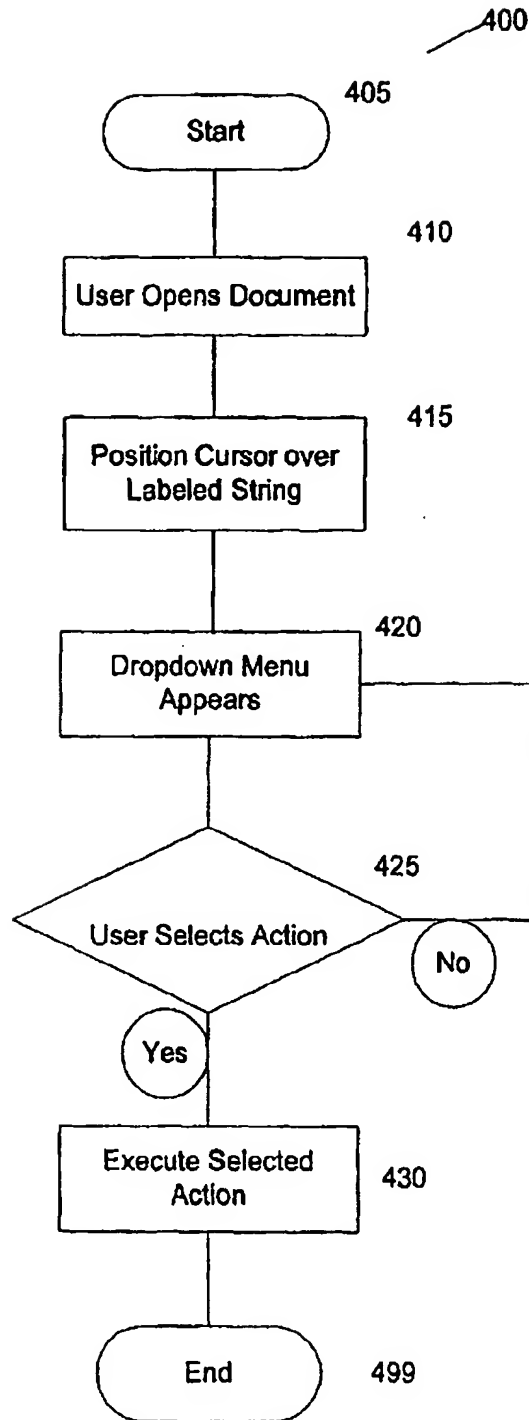 400
405
Start
410
User Opens Document
415
Position Cursor over
Labeled String
420
Dropdown Menu
Appears
425
User Selects Action
No
Yes
Execute Selected
Action
430
End
499